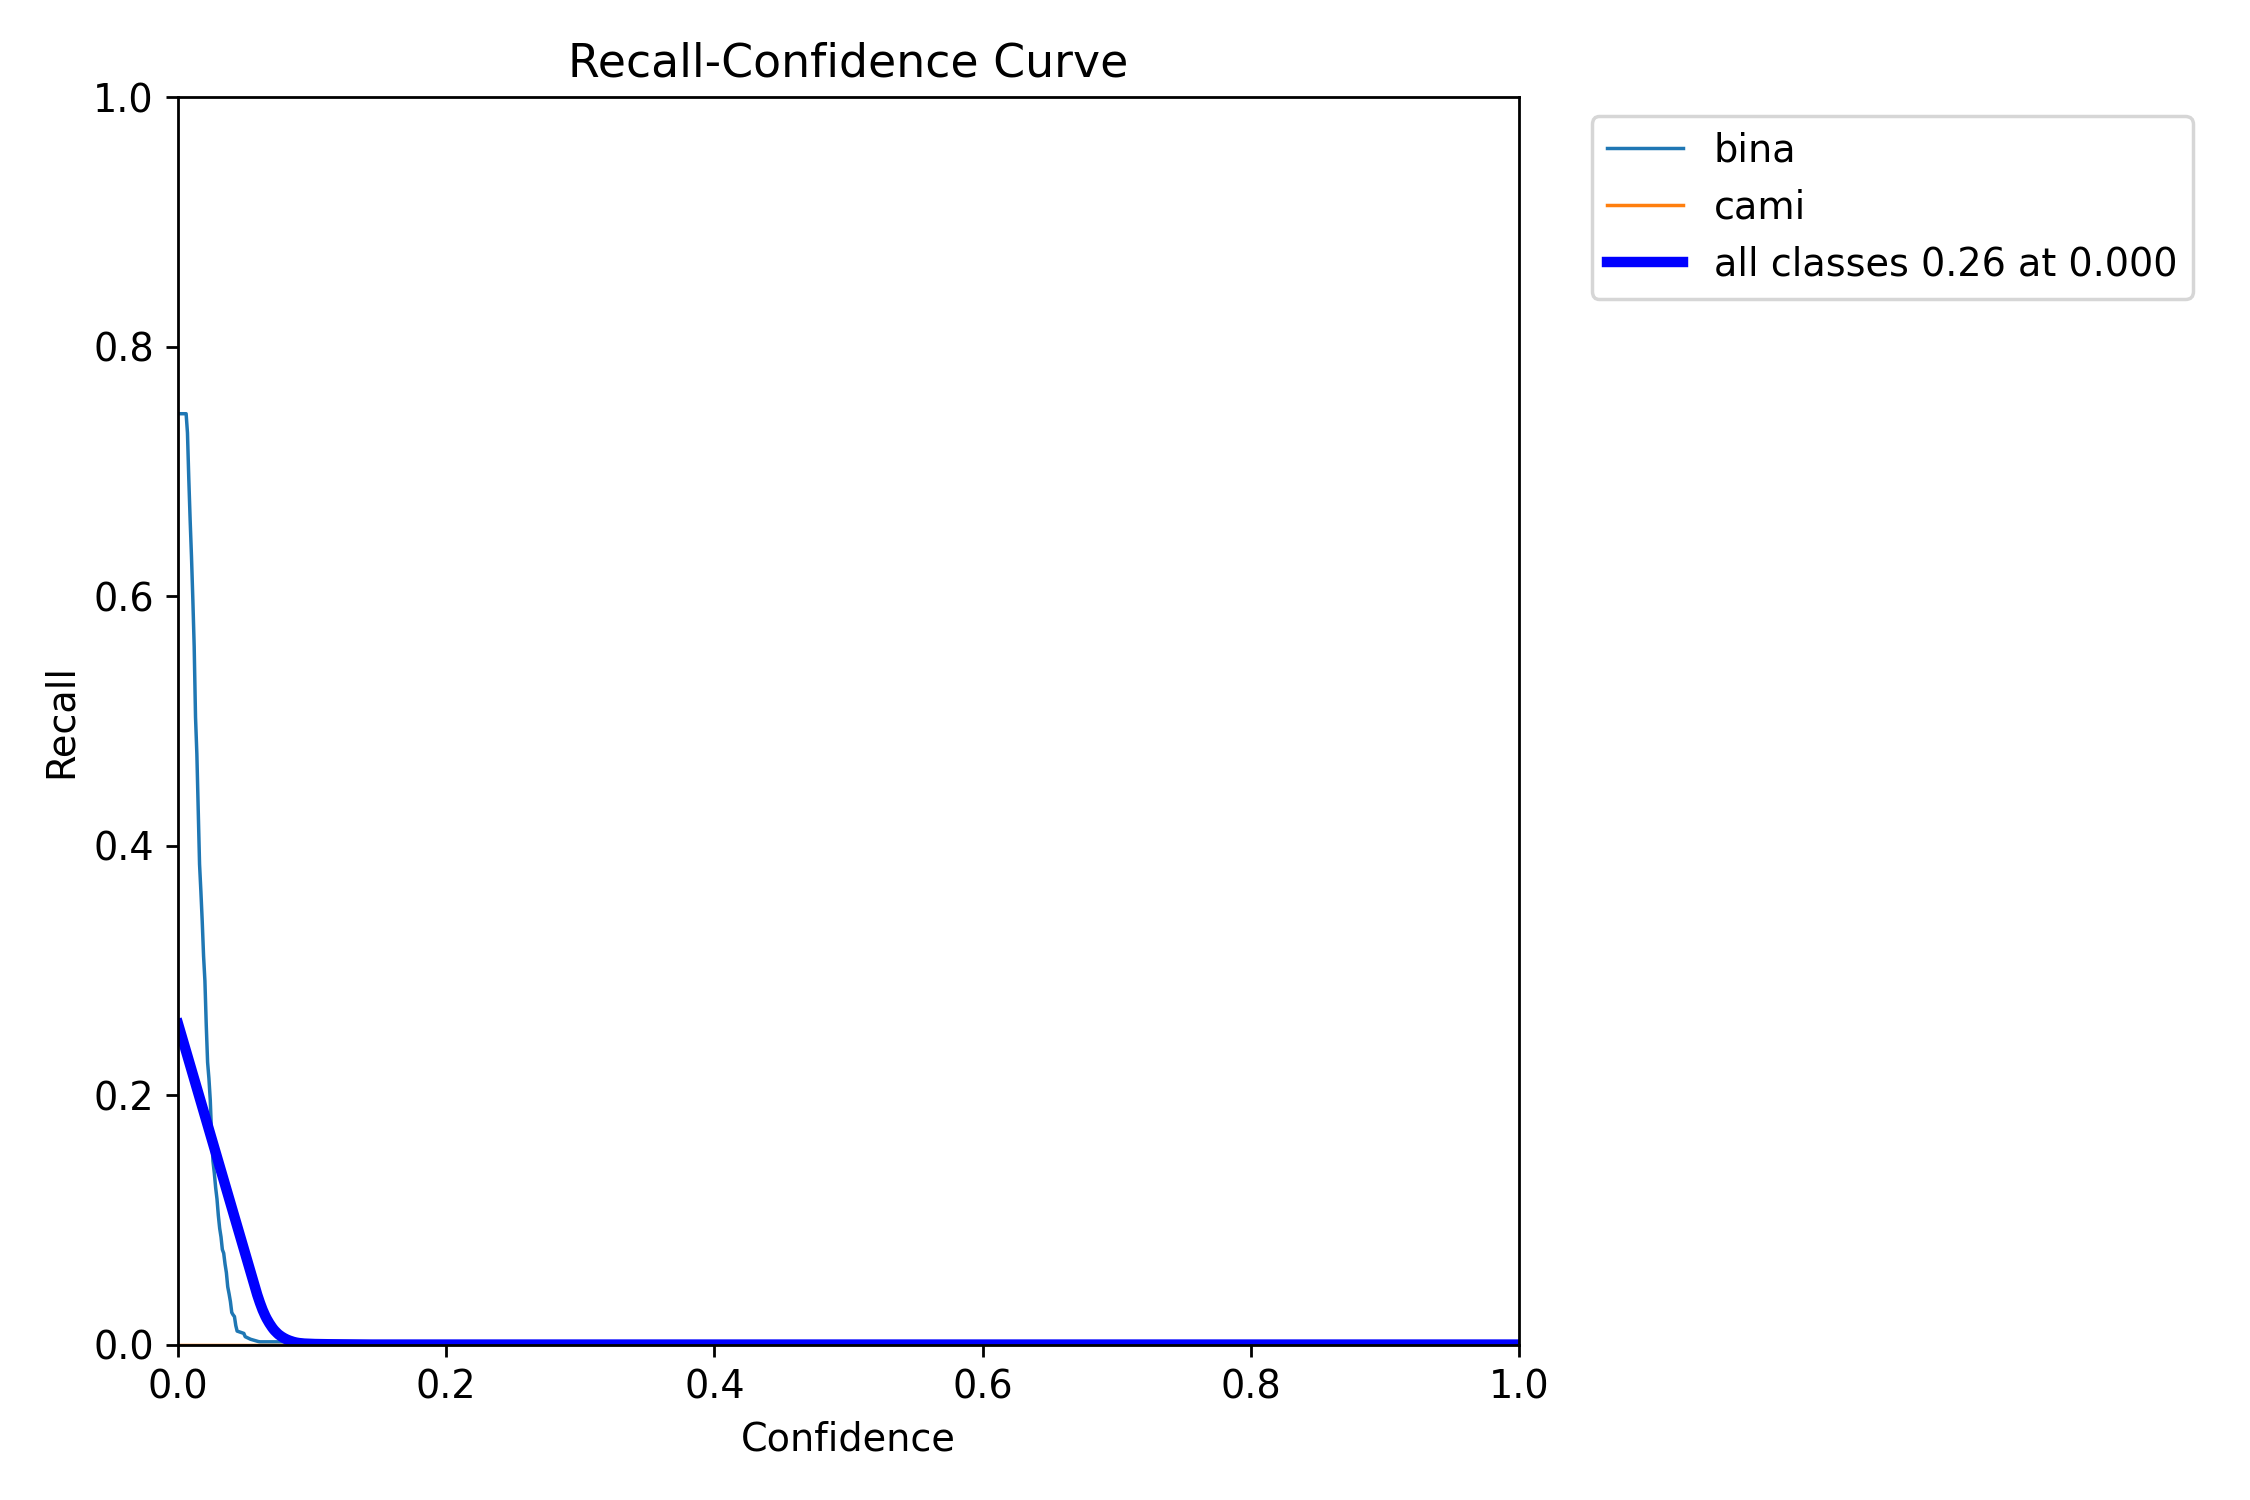 Recall-Confidence Curve
1.0
0.8
0.6
0.4
0.2
0.0
Recall
0.0 0.2 0.4 0.6 0.8 1.0
Confidence
bina
cami
all classes 0.26 at 0.000